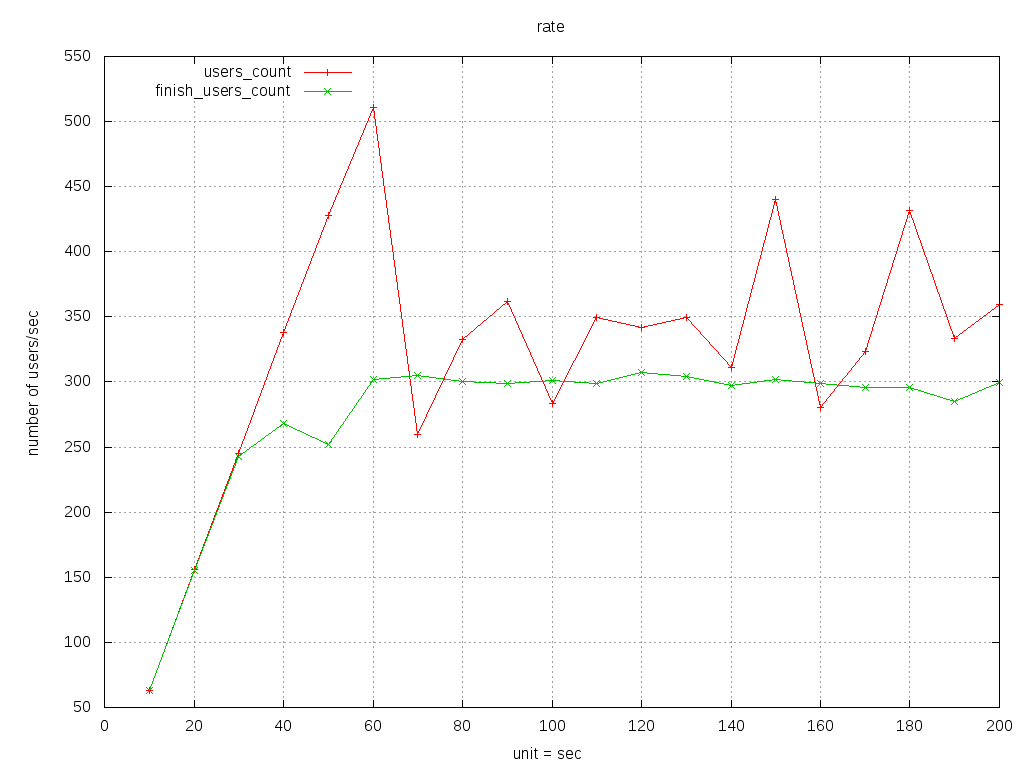 rate
users_count
finish_users_count
550
500
450
400
350
300
250
200
150
100
50
number of users/sec
0 20 40 60 80 100 120 140 160 180 200
unit = sec